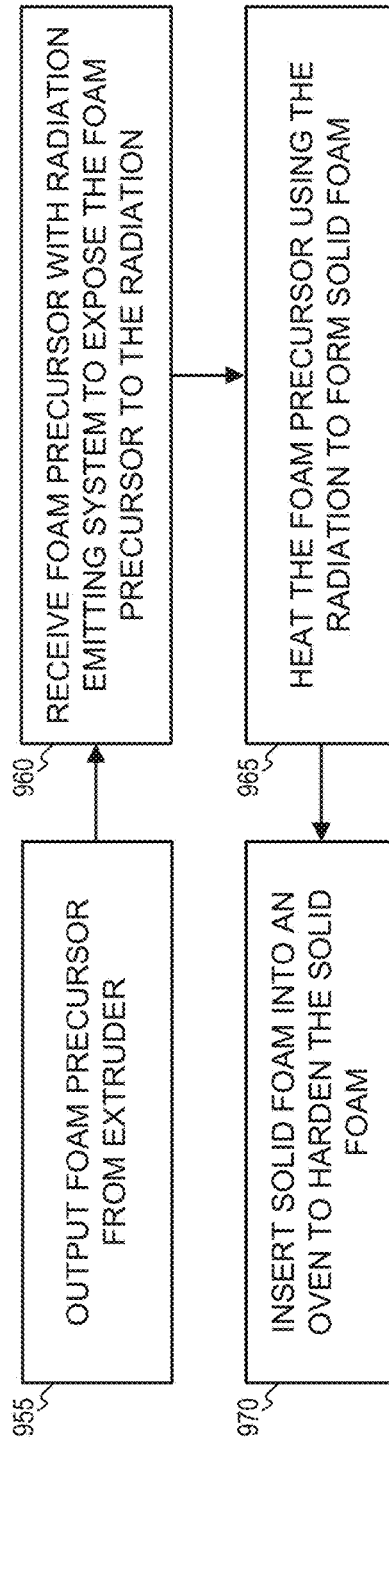 955
OUTPUT FOAM PRECURSOR
FROM EXTRUDER
960
RECEIVE FOAM PRECURSOR WITH RADIATION
EMITTING SYSTEM TO EXPOSE THE FOAM
PRECURSOR TO THE RADIATION
965
HEAT THE FOAM PRECURSOR USING THE
RADIATION TO FORM SOLID FOAM
970
INSERT SOLID FOAM INTO AN
OVEN TO HARDEN THE SOLID
FOAM